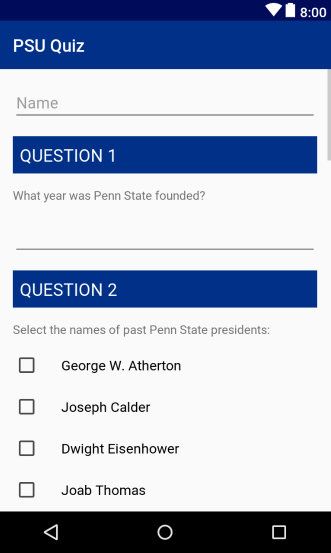 8:00
PSU Quiz
Name
QUESTION 1
What year was Penn State founded?
QUESTION 2
Select the names of past Penn State presidents:
George W. Atherton
Joseph Calder
Dwight Eisenhower
Joab Thomas